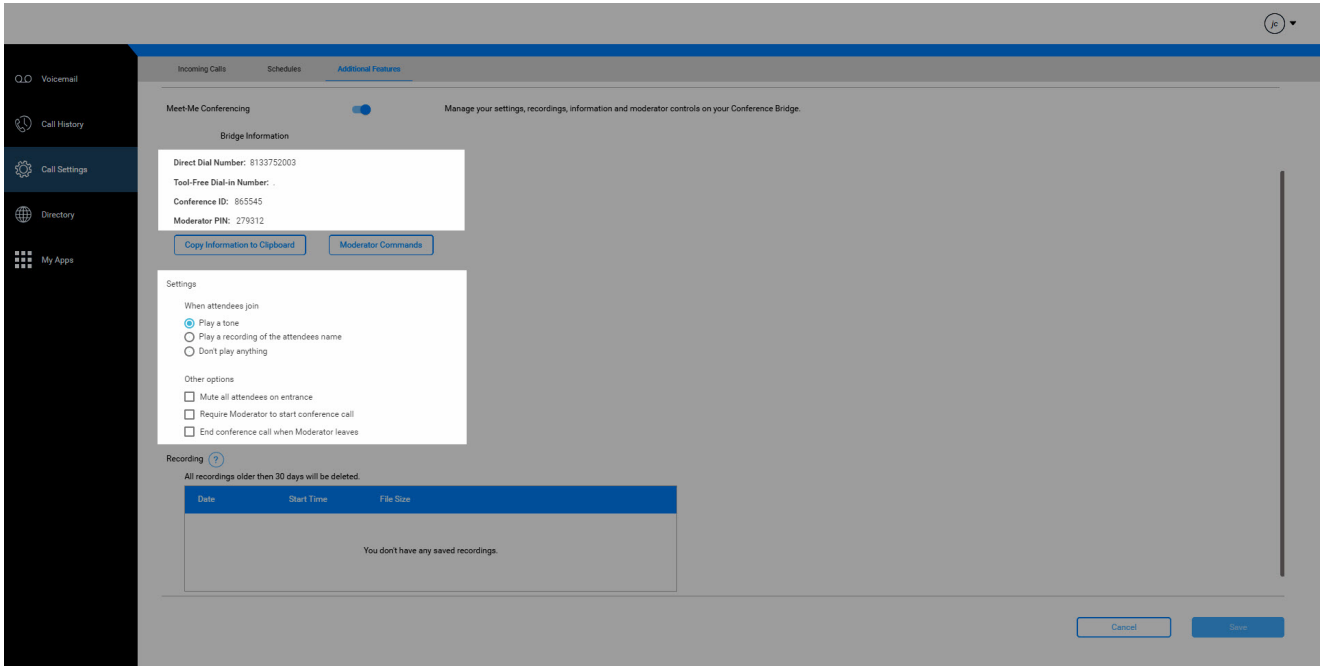 jc
Voicemail
Call History
Call Settings
Directory
My Apps
Incoming Calls Schedules Additional Features
Meet-Me Conferencing Manage your settings, recordings, information and moderator controls on your Conference Bridge.
Bridge Information
Direct Dial Number: 8133752003
Tool-Free Dial-in Number: .
Conference ID: 865545
Moderator PIN: 279312
Copy Information to Clipboard Moderator Commands
Settings
When attendees join
Play a tone
Play a recording of the attendees name
Don't play anything
Other options
Mute all attendees on entrance
Require Moderator to start conference call
End conference call when Moderator leaves
Recording ?
All recordings older then 30 days will be deleted.
Date Start Time File Size
You don't have any saved recordings.
Cancel Save